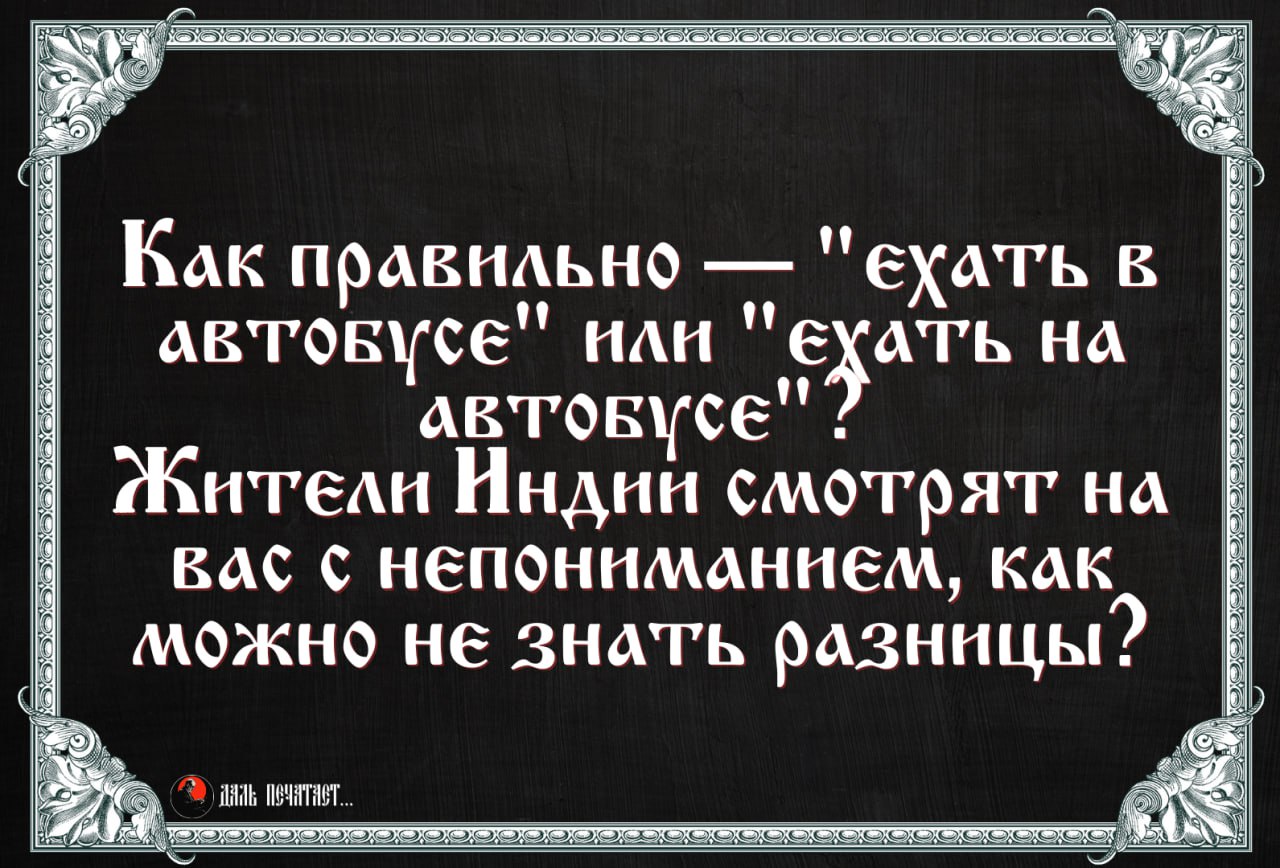 Как правильно — "ехать в
автобусе" или "ехать на
автобусе"?
Жители Индии смотрят на
вас с непониманием, как
можно не знать разницы?
ДАЛЬ ПЕЧАТАЕТ...